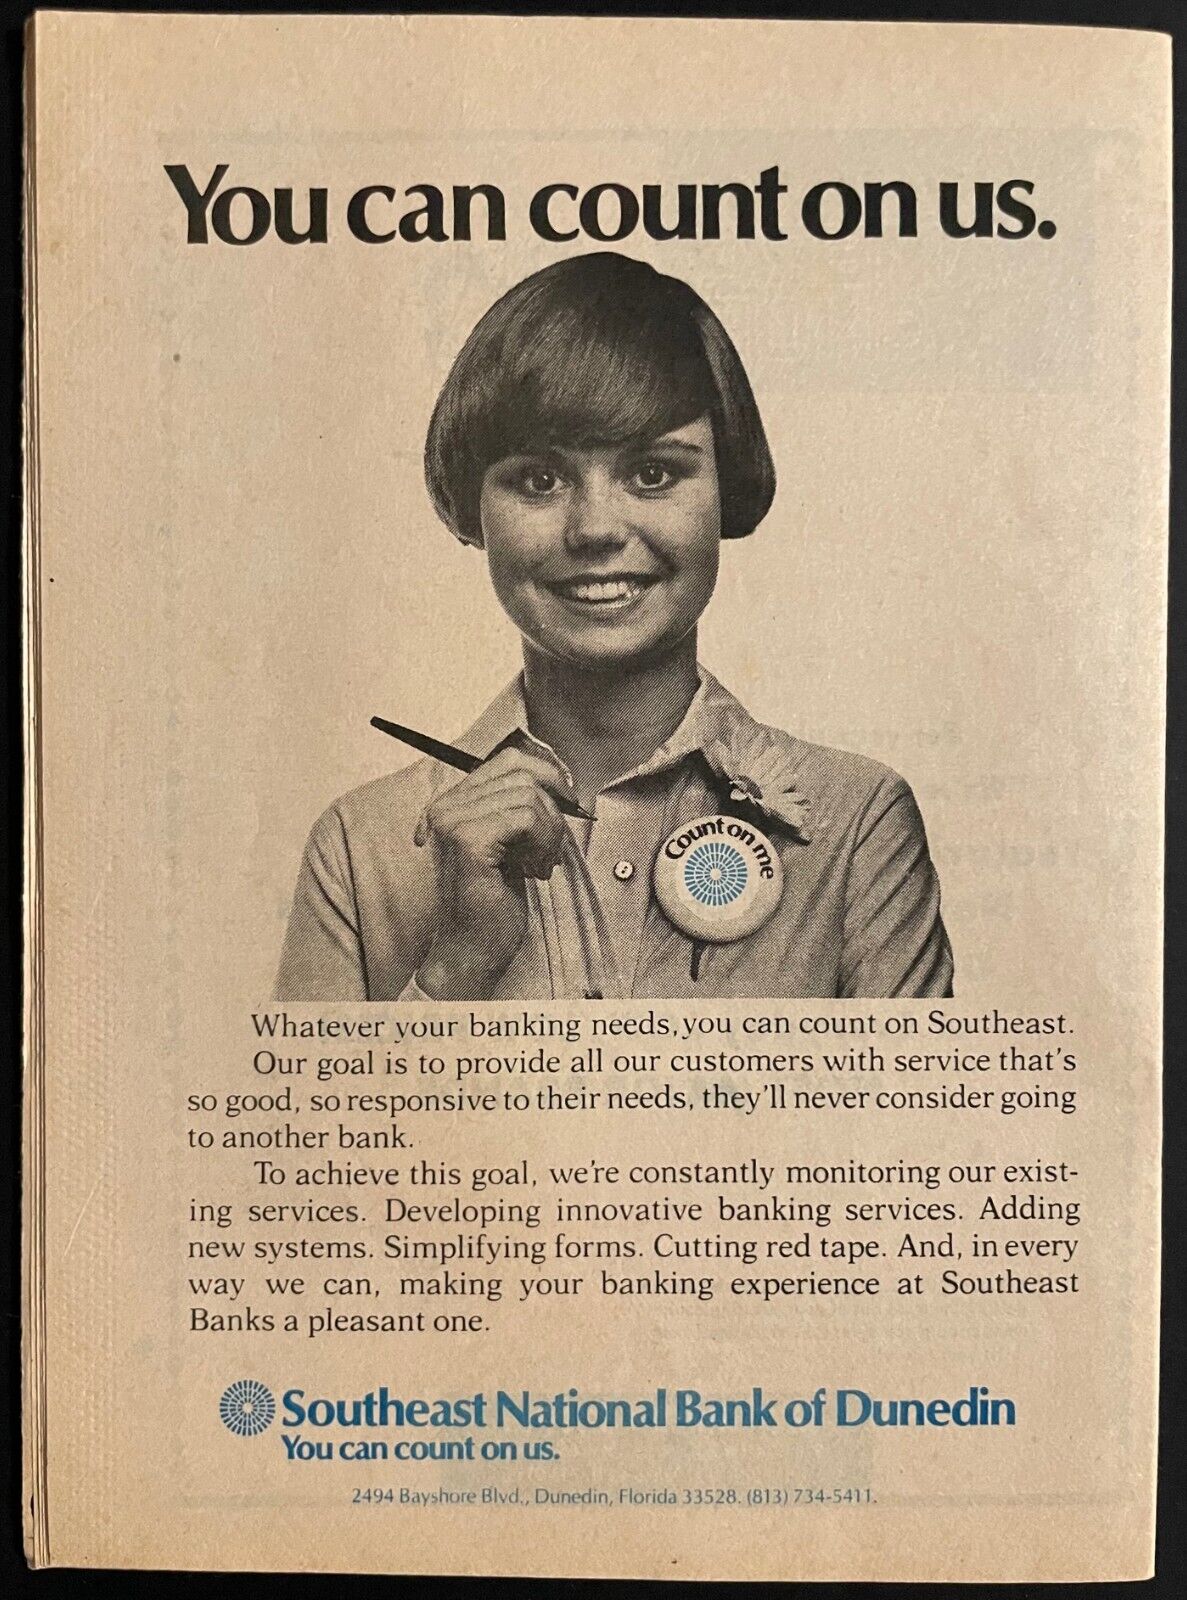 You can count on us.
Count on me
Whatever your banking needs, you can count on Southeast.
Our goal is to provide all our customers with service that's
so good, so responsive to their needs, they'll never consider going
to another bank.
To achieve this goal, we're constantly monitoring our exist-
ing services. Developing innovative banking services. Adding
new systems. Simplifying forms. Cutting red tape. And, in every
way we can, making your banking experience at Southeast
Banks a pleasant one.
Southeast National Bank of Dunedin
You can count on us.
2494 Bayshore Blvd., Dunedin, Florida 33528. (813) 734-5411.